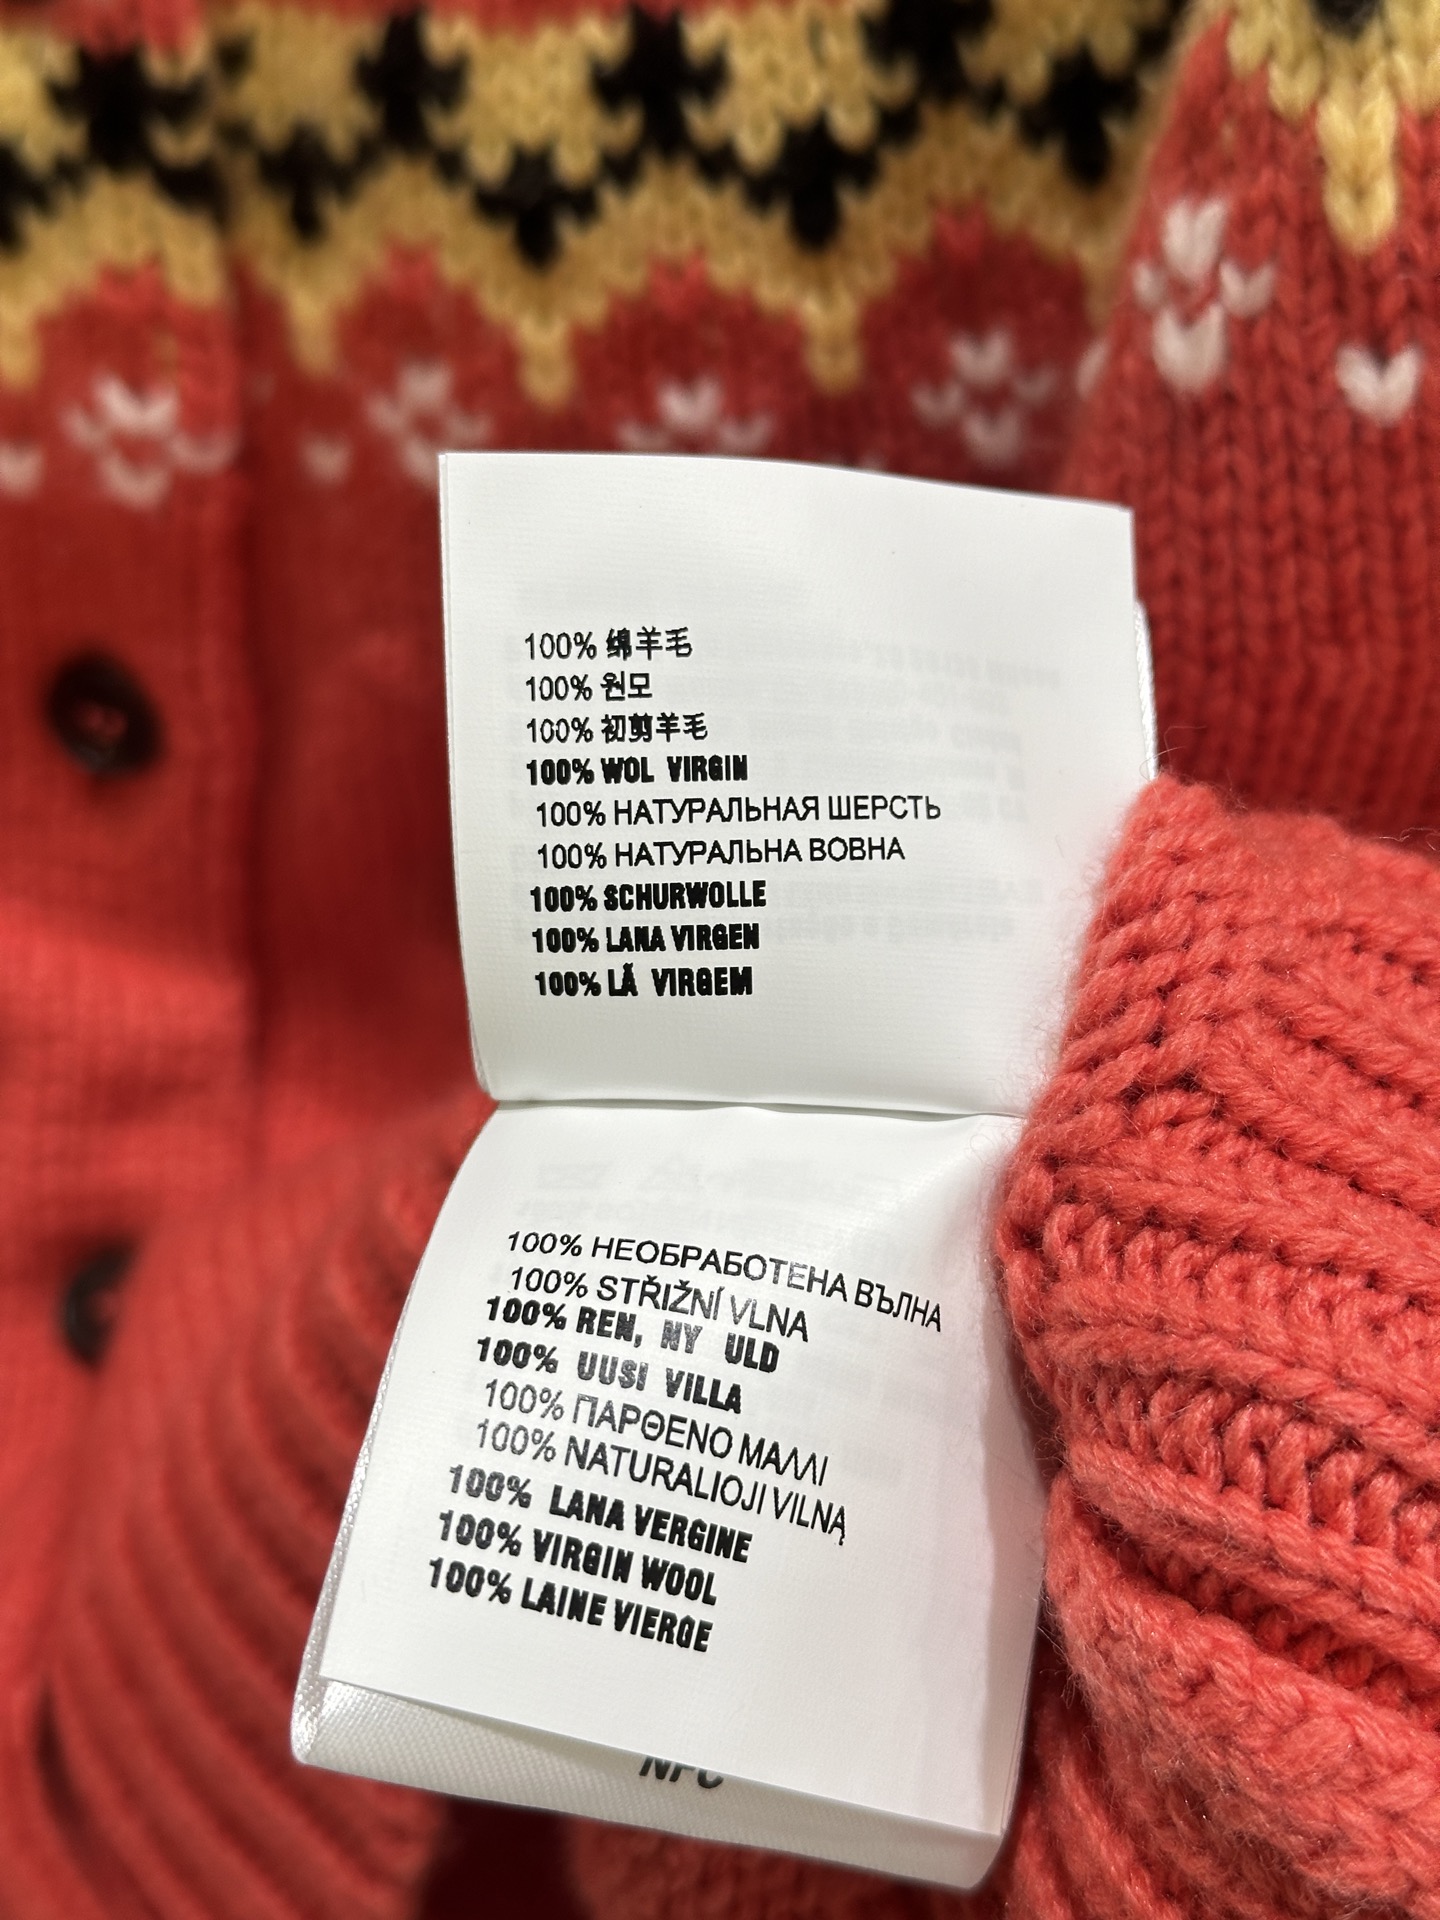 100% 绵羊毛
100% 원모
100% 初剪羊毛
100% WOL VIRGIN
100% НАТУРАЛЬНАЯ ШЕРСТЬ
100% НАТУРАЛЬНА ВОВНА
100% SCHURWOLLE
100% LANA VIRGEN
100% LÃ VIRGEM
100% НЕОБРАБОТЕНА ВЪЛНА
100% STŘIŽNÍ VLNA
100% REN, NY ULD
100% UUSI VILLA
100% ΠΑΡΘΕΝΟ ΜΑΛΛΙ
100% NATURALIOJI VILNĄ
100% LANA VERGINE
100% VIRGIN WOOL
100% LAINE VIERGE
NFC